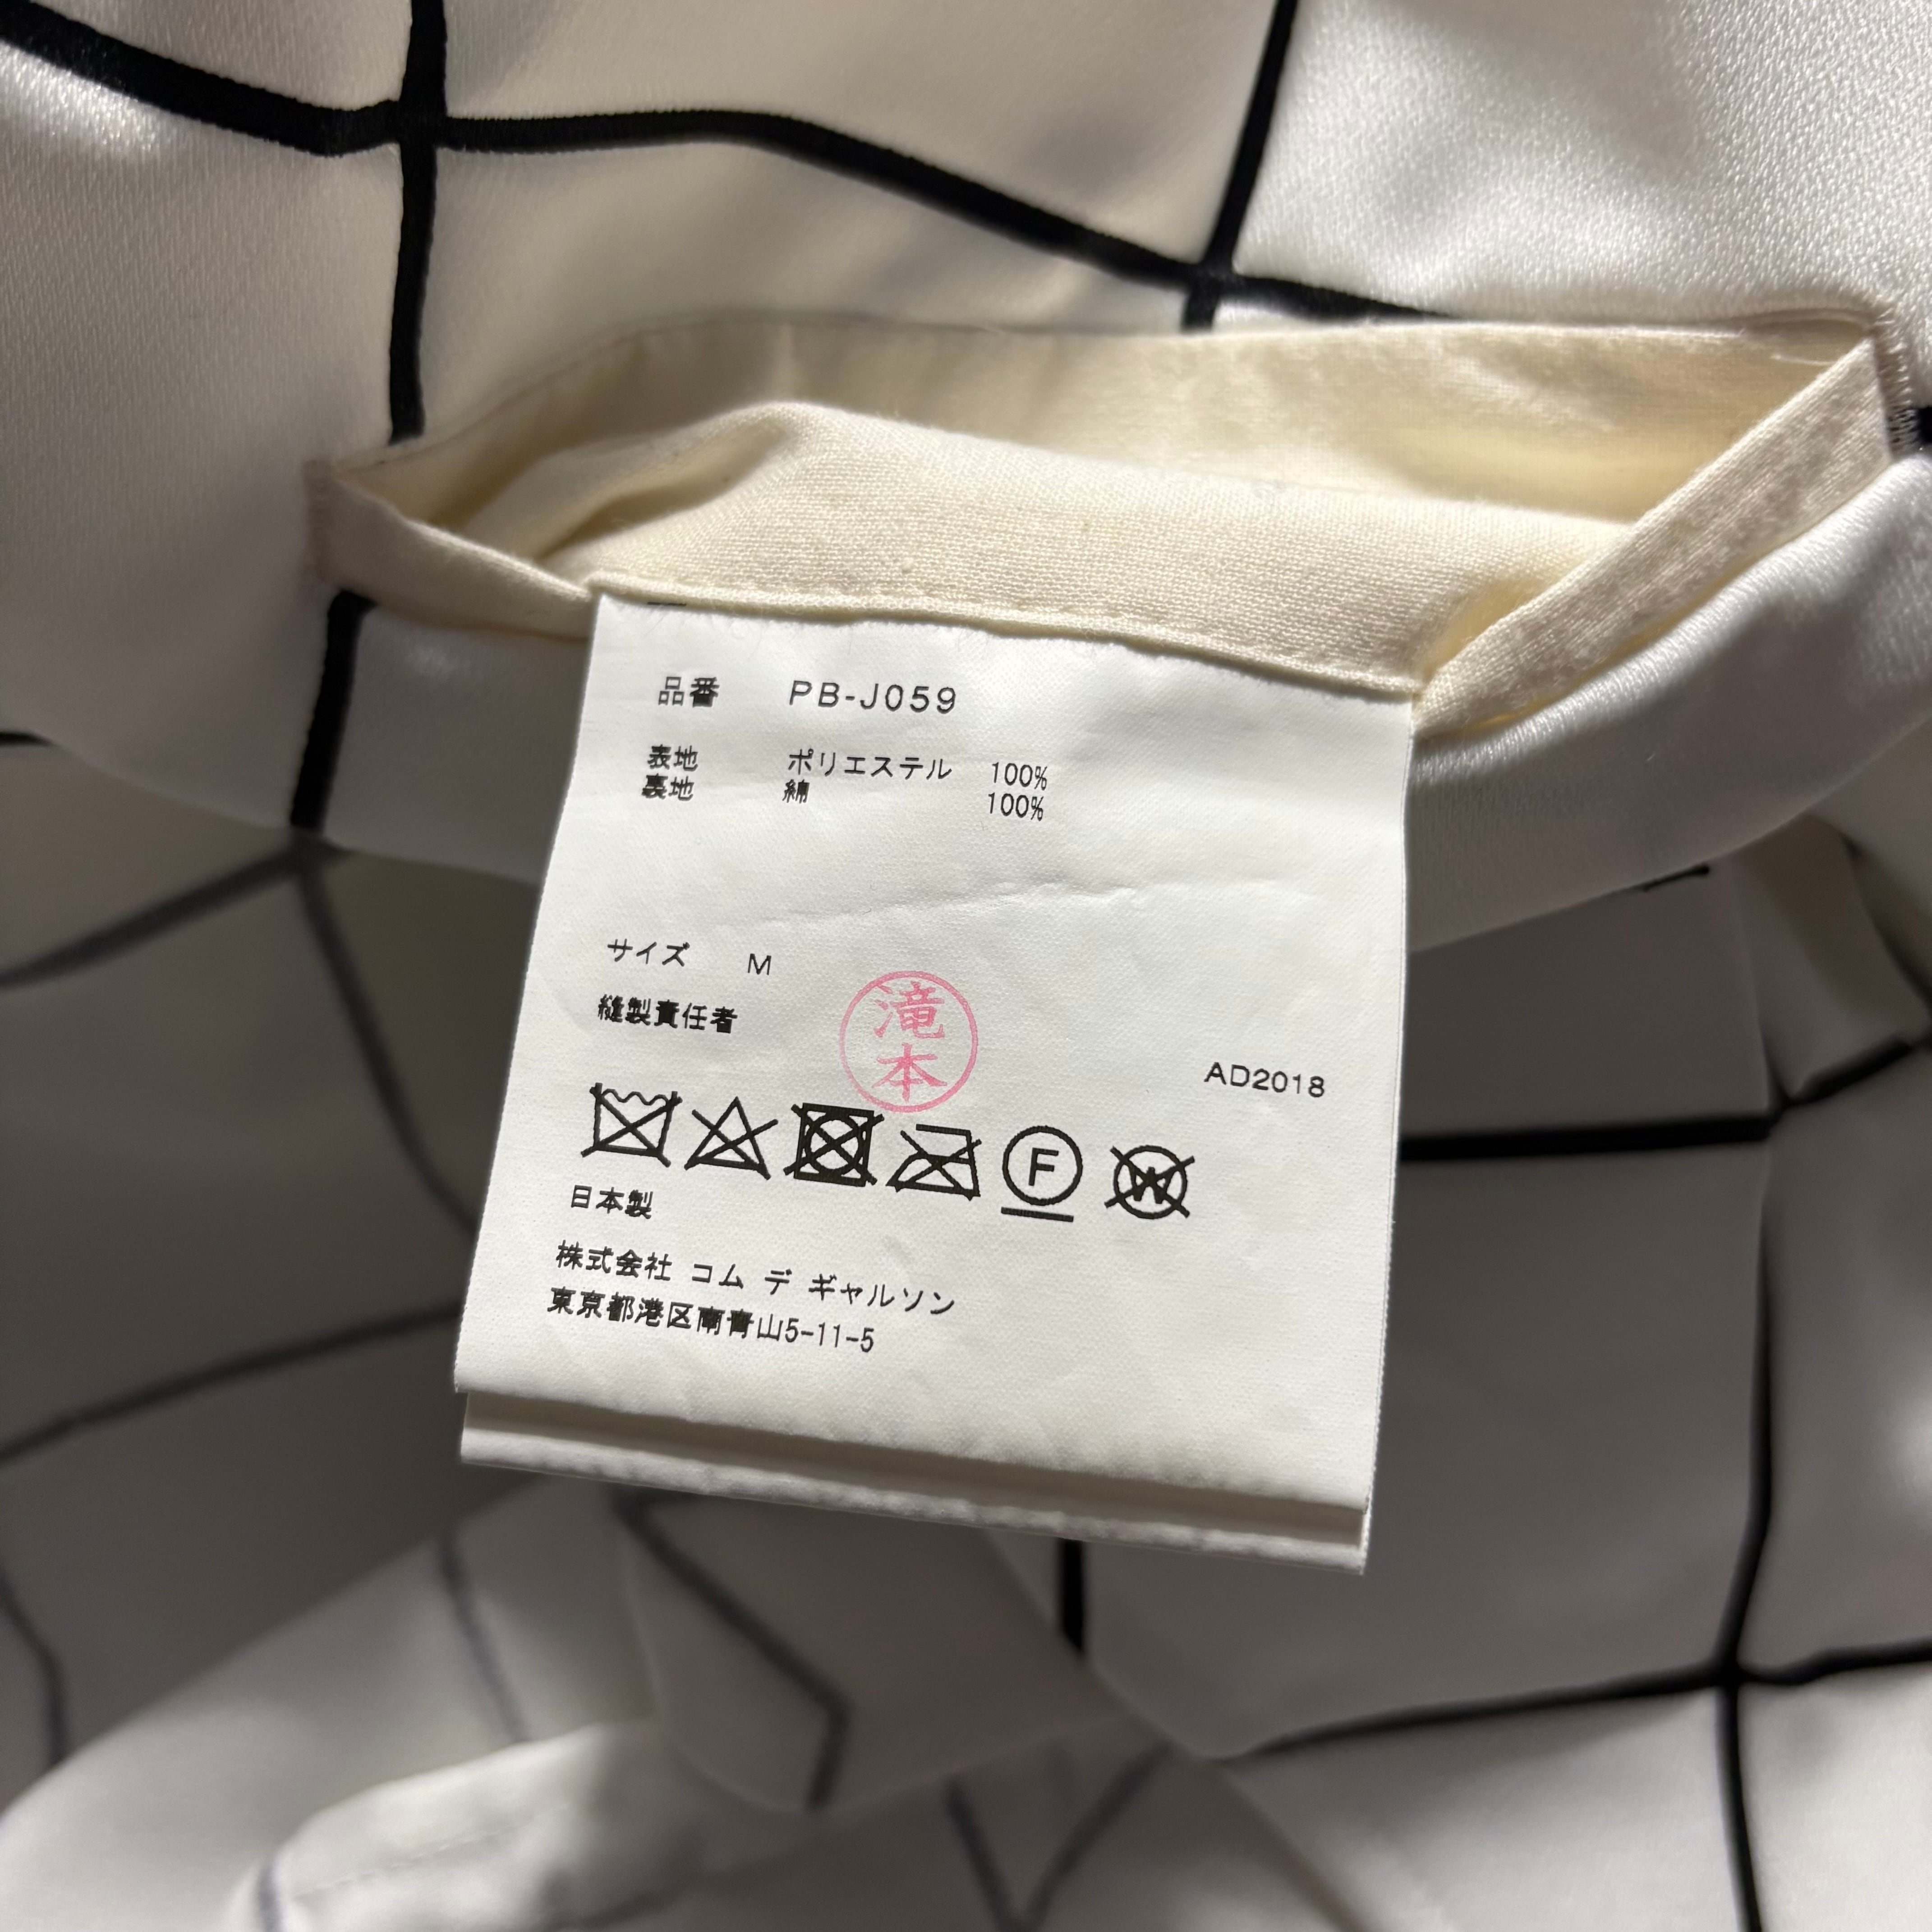 品番 PB-J059
表地 ポリエステル 100%
裏地 綿 100%
サイズ M
縫製責任者
滝本
AD2018
F
W
日本製
株式会社 コム デ ギャルソン
東京都港区南青山5-11-5